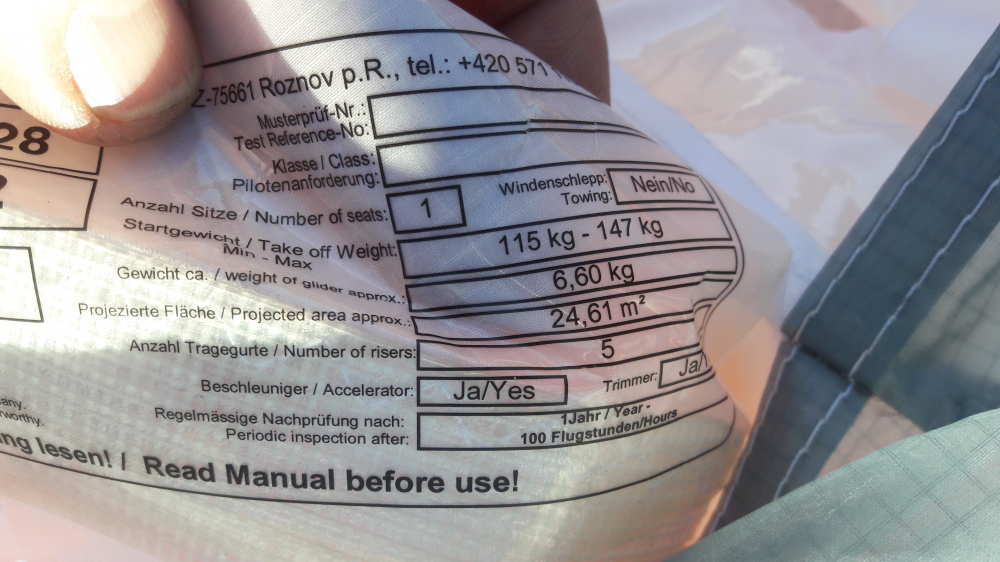 Z-75661 Roznov p.R., tel.: +420 571
28
Musterprüf-Nr.:
Test Reference-No:
Klasse / Class:
Pilotenanforderung:
Anzahl Sitze / Number of seats: 1
Windenschlepp: Nein/No
Towing:
Startgewicht / Take off Weight: 115 kg - 147 kg
Min - Max
Gewicht ca. / weight of glider approx.: 6,60 kg
Projezierte Fläche / Projected area approx.: 24,61 m²
Anzahl Tragegurte / Number of risers: 5
Beschleuniger / Accelerator: Ja/Yes Trimmer: Ja/
Regelmässige Nachprüfung nach: 1Jahr / Year -
Periodic inspection after: 100 Flugstunden/Hours
any.
worthy.
ng lesen! / Read Manual before use!